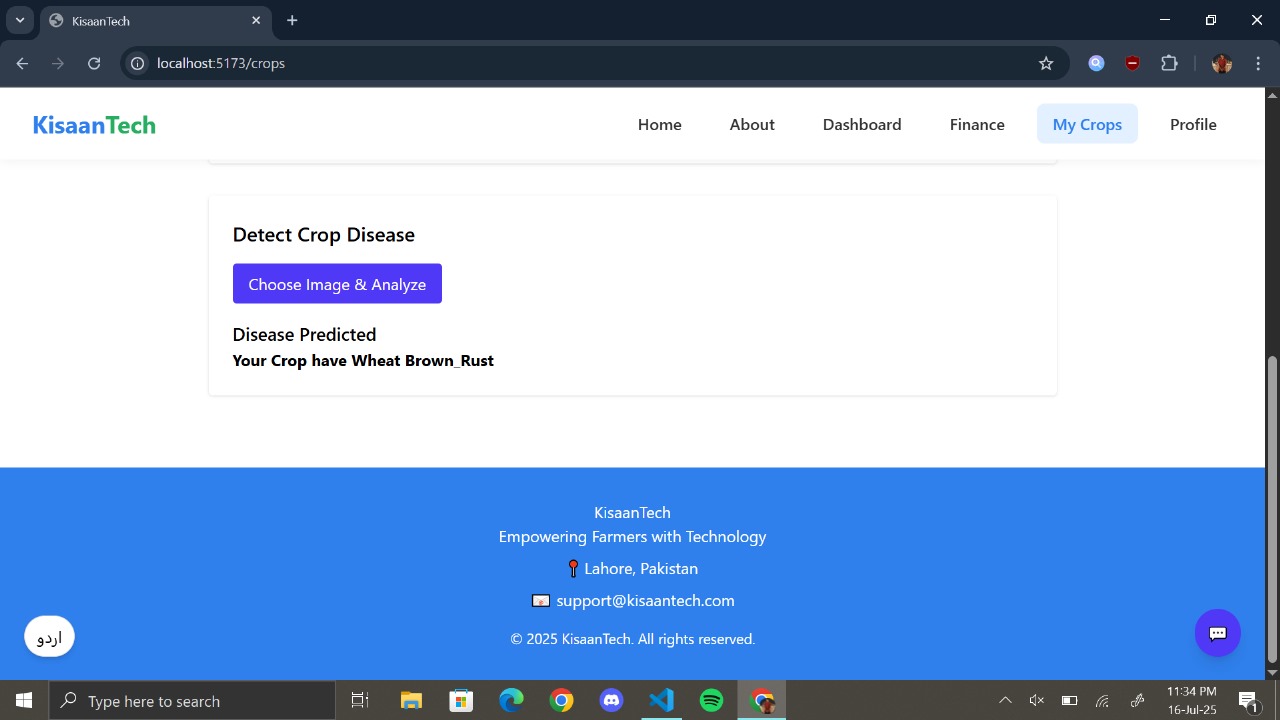 KisaanTech
localhost:5173/crops
KisaanTech
Home About Dashboard Finance My Crops Profile
Detect Crop Disease
Choose Image & Analyze
Disease Predicted
Your Crop have Wheat Brown_Rust
KisaanTech
Empowering Farmers with Technology
Lahore, Pakistan
support@kisaantech.com
© 2025 KisaanTech. All rights reserved.
اردو
Type here to search
11:34 PM
16-Jul-25
1